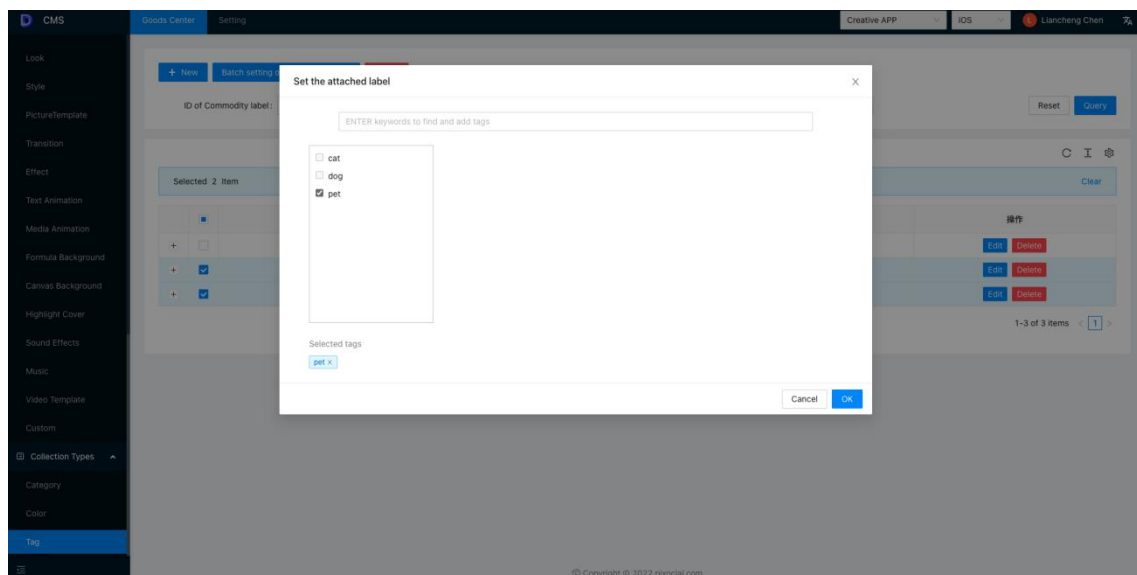 CMS
Goods Center
Setting
Creative APP
iOS
L
Liancheng Chen
Look
Style
PictureTemplate
Transition
Effect
Text Animation
Media Animation
Formula Background
Canvas Background
Highlight Cover
Sound Effects
Music
Video Template
Custom
Collection Types
Category
Color
Tag
+ New
Batch setting o
ID of Commodity label:
Reset
Query
Selected 2 Item
Clear
操作
Edit Delete
Edit Delete
Edit Delete
1-3 of 3 items < 1 >
Set the attached label
ENTER keywords to find and add tags
cat
dog
pet
Selected tags
pet ×
Cancel
OK
Copyright © 2022 pixocial.com